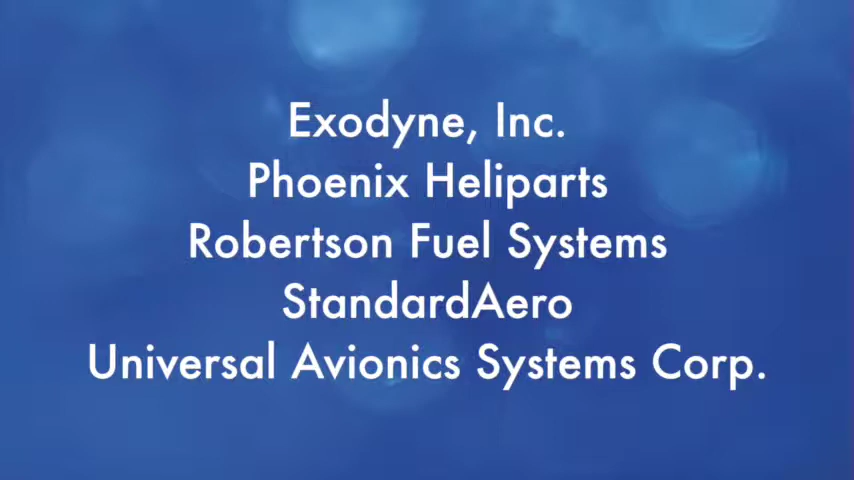 Exodyne, Inc.
Phoenix Heliparts
Robertson Fuel Systems
StandardAero
Universal Avionics Systems Corp.